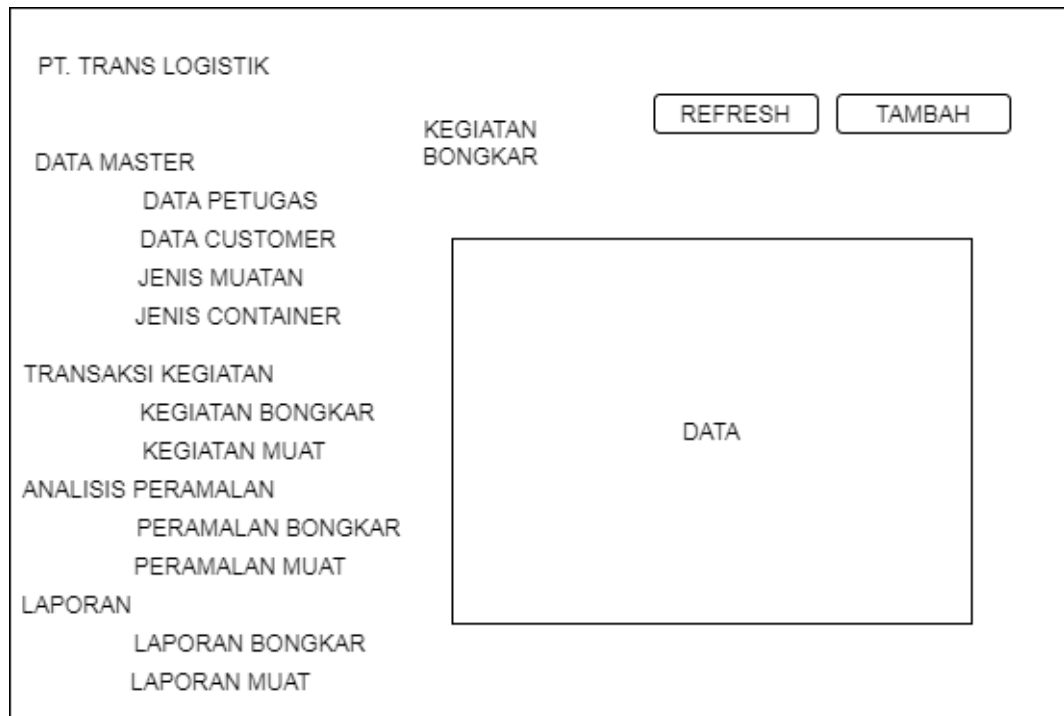 PT. TRANS LOGISTIK
REFRESH
TAMBAH
KEGIATAN
BONGKAR
DATA MASTER
DATA PETUGAS
DATA CUSTOMER
JENIS MUATAN
JENIS CONTAINER
TRANSAKSI KEGIATAN
KEGIATAN BONGKAR
KEGIATAN MUAT
ANALISIS PERAMALAN
PERAMALAN BONGKAR
PERAMALAN MUAT
LAPORAN
LAPORAN BONGKAR
LAPORAN MUAT
DATA